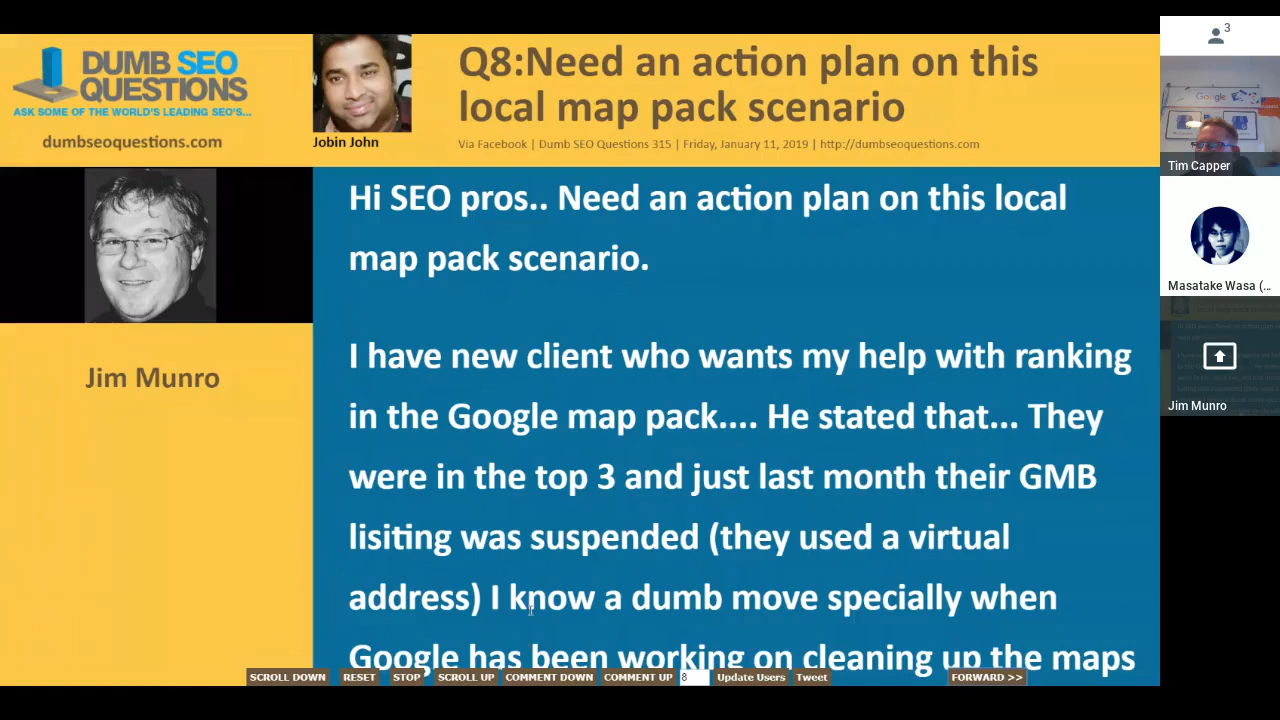 DUMB SEO
QUESTIONS
ASK SOME OF THE WORLD'S LEADING SEO'S...
dumbseoquestions.com
Jobin John
Q8:Need an action plan on this
local map pack scenario
Via Facebook | Dumb SEO Questions 315 | Friday, January 11, 2019 | http://dumbseoquestions.com
Jim Munro
Hi SEO pros.. Need an action plan on this local
map pack scenario.
I have new client who wants my help with ranking
in the Google map pack.... He stated that... They
were in the top 3 and just last month their GMB
lisiting was suspended (they used a virtual
address) I know a dumb move specially when
Google has been working on cleaning up the maps
SCROLL DOWN RESET STOP SCROLL UP COMMENT DOWN COMMENT UP 8 Update Users Tweet FORWARD >>
3
Google
Tim Capper
Masatake Wasa (...
Jim Munro